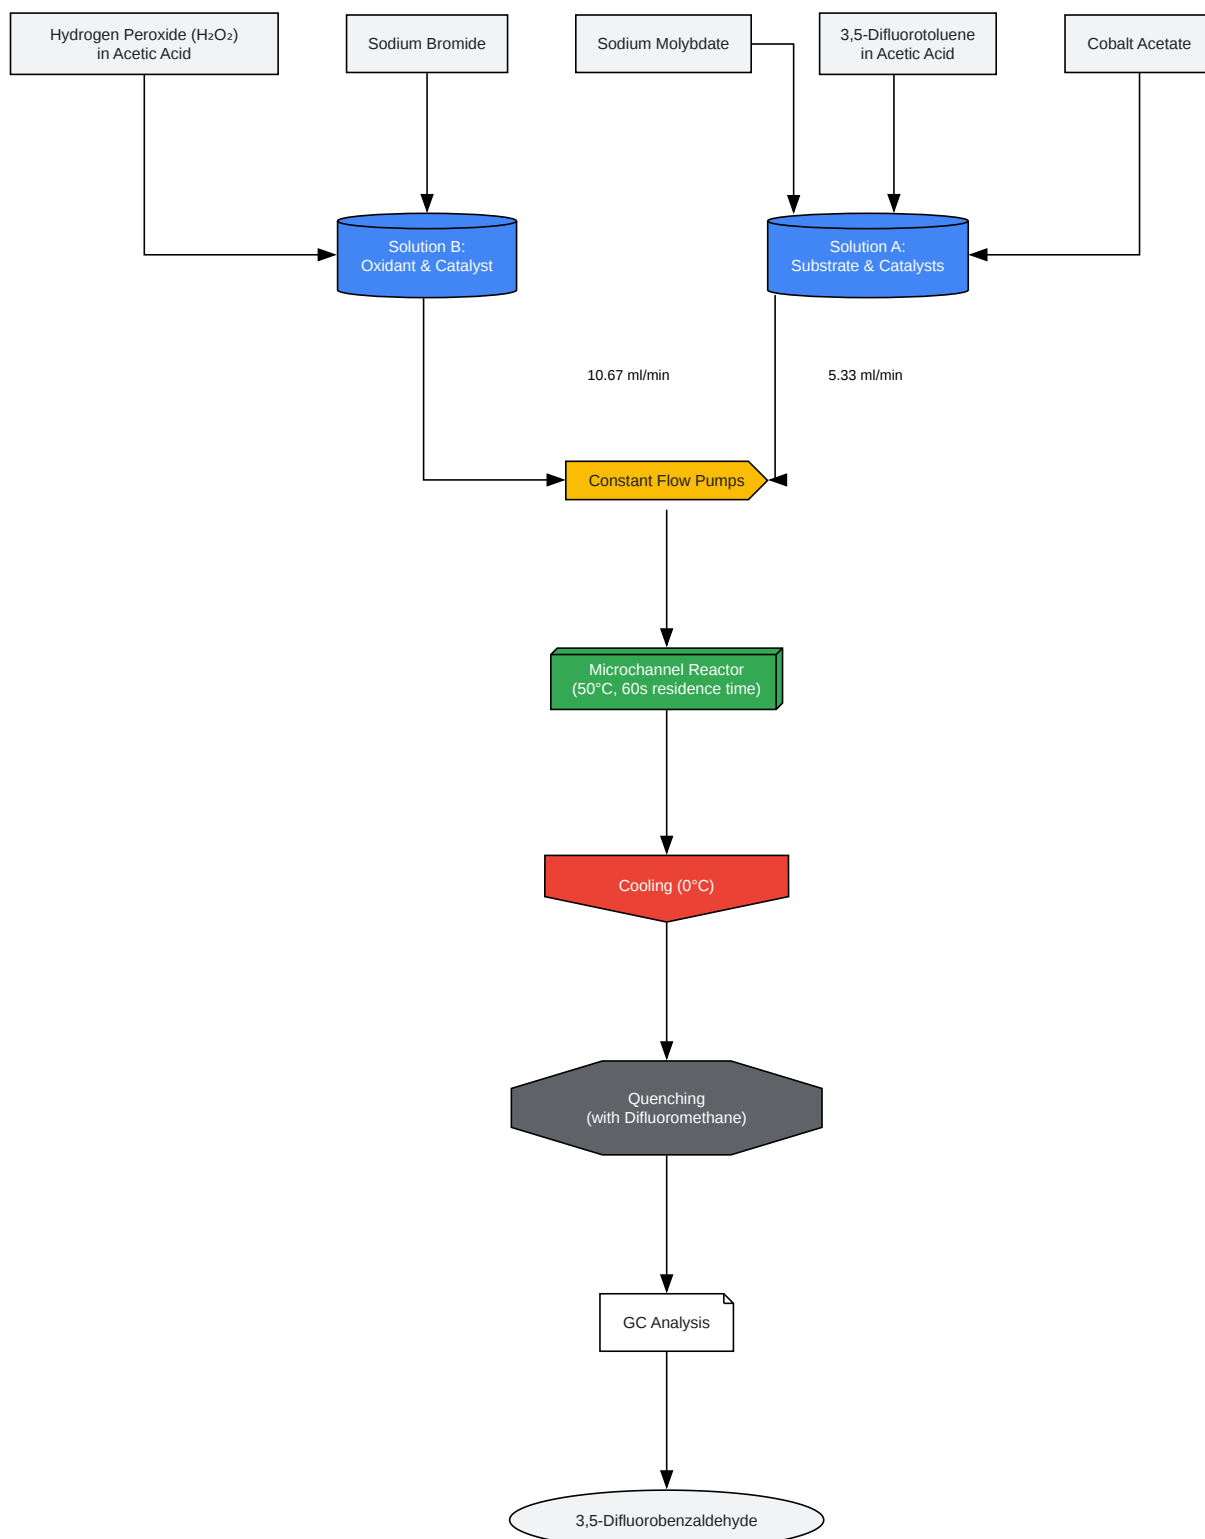 Hydrogen Peroxide (H₂O₂)
in Acetic Acid
Sodium Bromide
Sodium Molybdate
3,5-Difluorotoluene
in Acetic Acid
Cobalt Acetate
Solution B:
Oxidant & Catalyst
Solution A:
Substrate & Catalysts
10.67 ml/min
5.33 ml/min
Constant Flow Pumps
Microchannel Reactor
(50°C, 60s residence time)
Cooling (0°C)
Quenching
(with Difluoromethane)
GC Analysis
3,5-Difluorobenzaldehyde